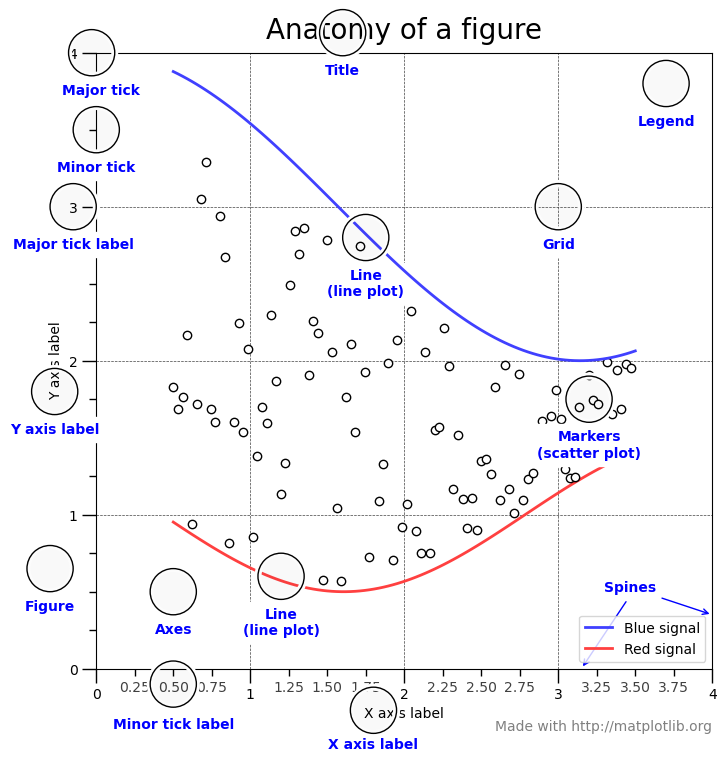 Anatomy of a figure
Title
4
Major tick
Legend
Minor tick
3
Major tick label
Grid
Line
(line plot)
2
Y axis label
Y axis label
Markers
(scatter plot)
1
Figure
Axes
Line
(line plot)
Spines
Blue signal
Red signal
0
0 0.25 0.50 0.75 1 1.25 1.50 1.75 2 2.25 2.50 2.75 3 3.25 3.50 3.75 4
Minor tick label
X axis label
X axis label
Made with http://matplotlib.org